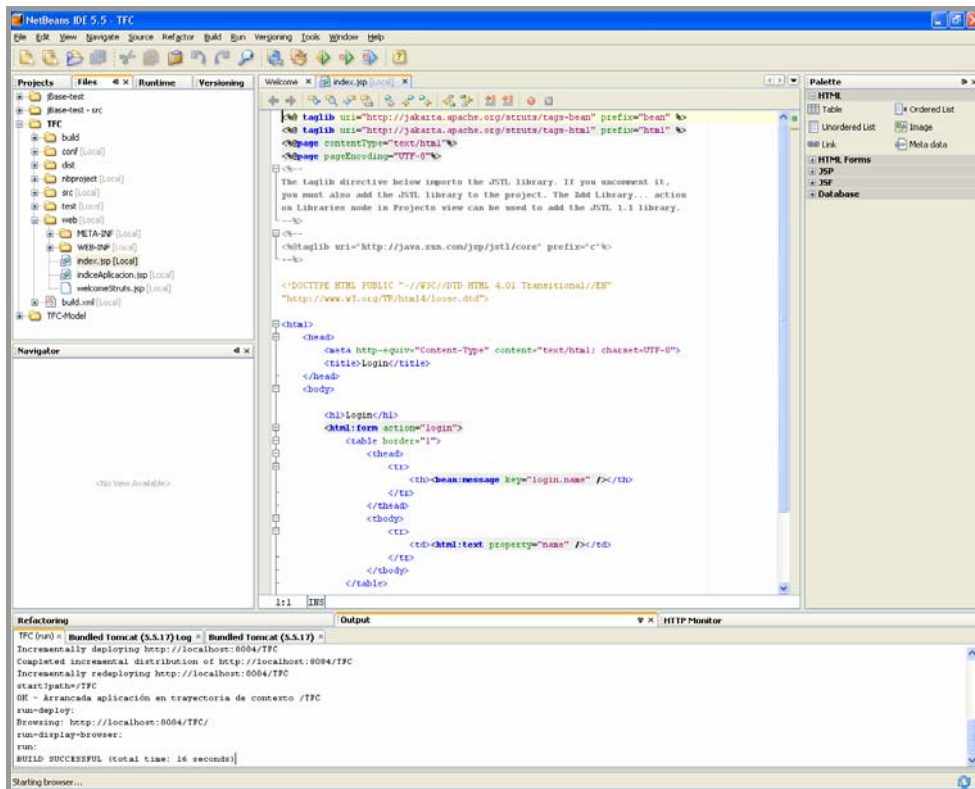 NetBeans IDE 5.5 - TFC
File Edit View Navigate Source Refactor Build Run Versioning Tools Window Help
Projects Files Runtime Versioning
jBase-test
jBase-test - src
TFC
build
conf [Local]
dist
nbproject [Local]
src [Local]
test [Local]
web [Local]
META-INF [Local]
WEB-INF [Local]
index.jsp [Local]
indiceAplicacion.jsp [Local]
welcomeStruts.jsp [Local]
build.xml [Local]
TFC-Model
Navigator
<No View Available>
Welcome index.jsp [Local]
<%@ taglib uri="http://jakarta.apache.org/struts/tags-bean" prefix="bean" %>
<%@ taglib uri="http://jakarta.apache.org/struts/tags-html" prefix="html" %>
<%@page contentType="text/html"%>
<%@page pageEncoding="UTF-8"%>
<%--
The taglib directive below imports the JSTL library. If you uncomment it,
you must also add the JSTL library to the project. The Add Library... action
on Libraries node in Projects view can be used to add the JSTL 1.1 library.
--%>
<%--
<%@taglib uri="http://java.sun.com/jsp/jstl/core" prefix="c"%>
--%>
<!DOCTYPE HTML PUBLIC "-//W3C//DTD HTML 4.01 Transitional//EN"
"http://www.w3.org/TR/html4/loose.dtd">
<html>
<head>
<meta http-equiv="Content-Type" content="text/html; charset=UTF-8">
<title>Login</title>
</head>
<body>
<h1>Login</h1>
<html:form action="login">
<table border="1">
<thead>
<tr>
<th><bean:message key="login.name" /></th>
</tr>
</thead>
<tbody>
<tr>
<td><html:text property="name" /></td>
</tr>
</tbody>
</table>
1:1 INS
Palette
HTML
Table Ordered List
Unordered List Image
Link Meta data
HTML Forms
JSP
JSF
Database
Refactoring Output HTTP Monitor
TFC (run) Bundled Tomcat (5.5.17) Log Bundled Tomcat (5.5.17)
Incrementally deploying http://localhost:8084/TFC
Completed incremental distribution of http://localhost:8084/TFC
Incrementally redeploying http://localhost:8084/TFC
start?path=/TFC
OK - Arrancada aplicación en trayectoria de contexto /TFC
run-deploy:
Browsing: http://localhost:8084/TFC/
run-display-browser:
run:
BUILD SUCCESSFUL (total time: 16 seconds)
Starting browser...